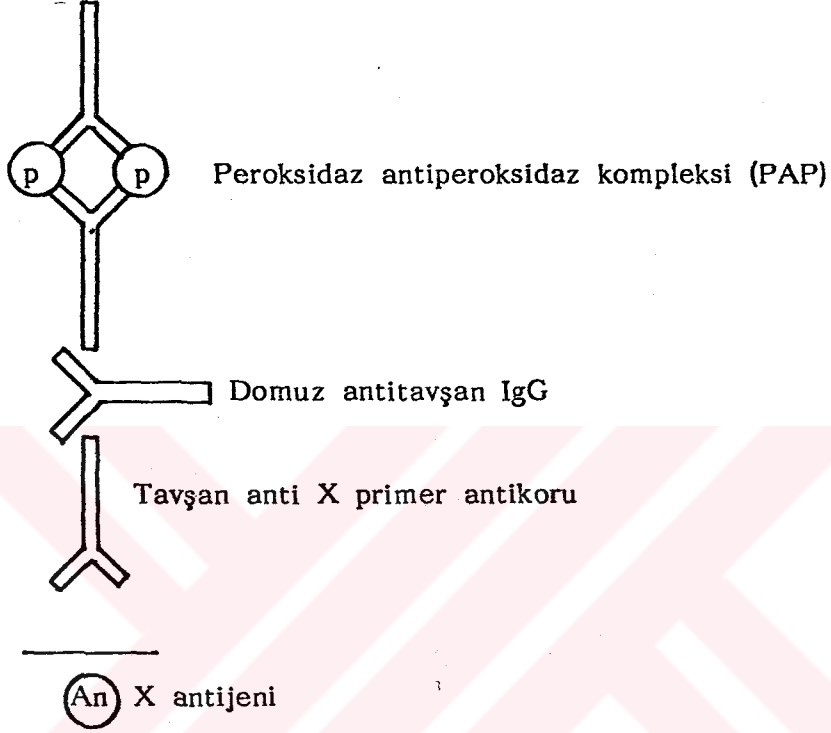 p p Peroksidaz antiperoksidaz kompleksi (PAP)
Domuz antitavşan IgG
Tavşan anti X primer antikoru
An X antijeni